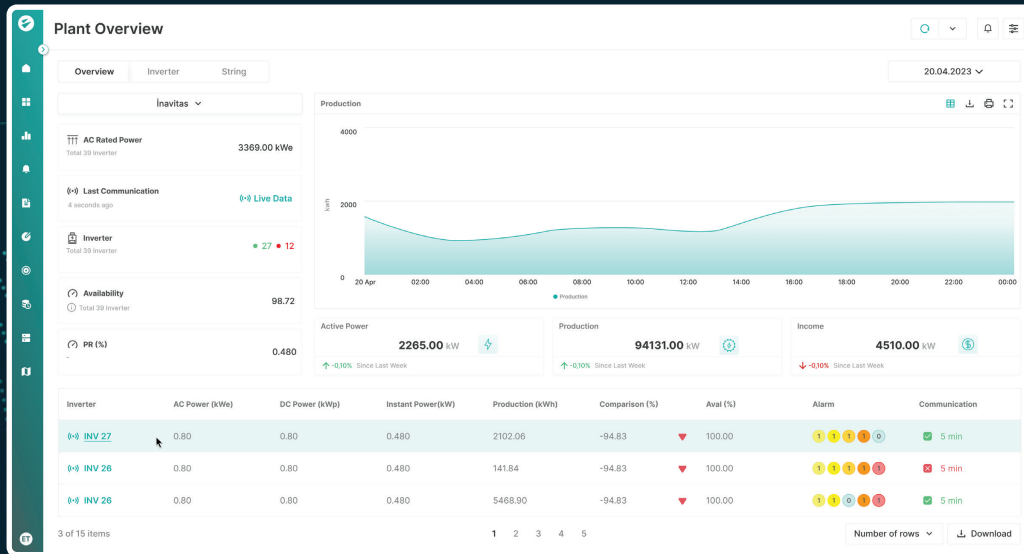 Plant Overview
Overview Inverter String
20.04.2023
İnavitas
AC Rated Power
Total 39 Inverter
3369.00 kWe
Last Communication
4 seconds ago
Live Data
Inverter
Total 39 Inverter
27 12
Availability
Total 39 Inverter
98.72
PR (%)
-
0.480
Production
4000
2000
0
kwh
20 Apr 02:00 04:00 06:00 08:00 10:00 12:00 14:00 16:00 18:00 20:00 22:00 00:00
Production
Active Power
2265.00 kW
-0,10% Since Last Week
Production
94131.00 kW
-0,10% Since Last Week
Income
4510.00 kW
-0,10% Since Last Week
Inverter AC Power (kWe) DC Power (kWp) Instant Power(kW) Production (kWh) Comparison (%) Aval (%) Alarm Communication
INV 27 0.80 0.80 0.480 2102.06 -94.83 100.00 1 1 1 1 0 5 min
INV 26 0.80 0.80 0.480 141.84 -94.83 100.00 1 1 1 1 1 5 min
INV 26 0.80 0.80 0.480 5468.90 -94.83 100.00 1 1 0 1 1 5 min
3 of 15 items
1 2 3 4 5
Number of rows
Download
ET